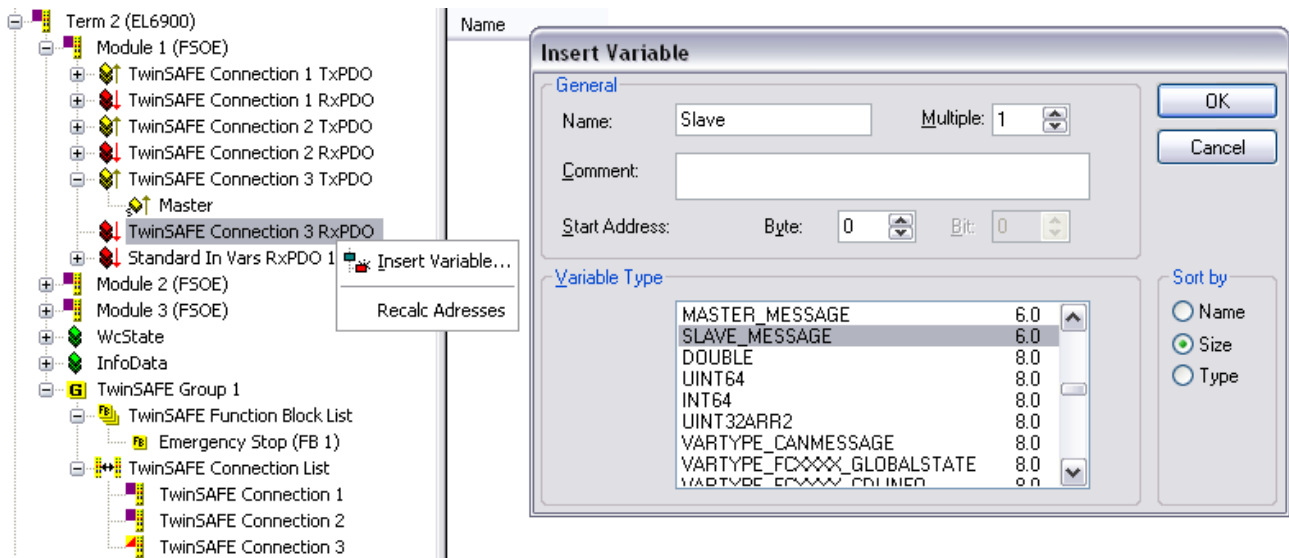 Term 2 (EL6900)
Module 1 (FSOE)
TwinSAFE Connection 1 TxPDO
TwinSAFE Connection 1 RxPDO
TwinSAFE Connection 2 TxPDO
TwinSAFE Connection 2 RxPDO
TwinSAFE Connection 3 TxPDO
Master
TwinSAFE Connection 3 RxPDO
Standard In Vars RxPDO 1
Module 2 (FSOE)
Module 3 (FSOE)
WcState
InfoData
G TwinSAFE Group 1
FB TwinSAFE Function Block List
FB Emergency Stop (FB 1)
TwinSAFE Connection List
TwinSAFE Connection 1
TwinSAFE Connection 2
TwinSAFE Connection 3
Insert Variable...
Recalc Adresses
Name
Insert Variable
General
Name: Slave Multiple: 1
Comment:
Start Address: Byte: 0 Bit: 0
OK
Cancel
Variable Type
MASTER_MESSAGE 6.0
SLAVE_MESSAGE 6.0
DOUBLE 8.0
UINT64 8.0
INT64 8.0
UINT32ARR2 8.0
VARTYPE_CANMESSAGE 8.0
VARTYPE_FCXXXX_GLOBALSTATE 8.0
VARTYPE_FCXXXX_CDLINFO 8.0
Sort by
Name
Size
Type